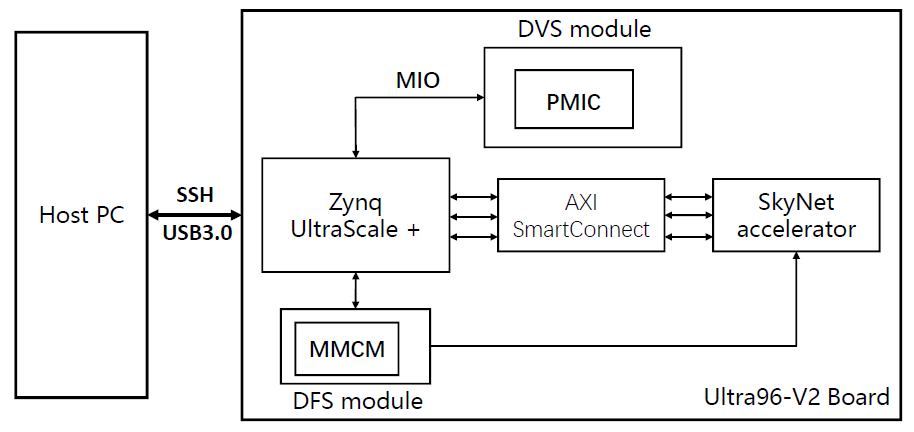 DVS module
MIO
PMIC
Host PC
SSH
USB3.0
Zynq
UltraScale +
AXI
SmartConnect
SkyNet
accelerator
MMCM
DFS module
Ultra96-V2 Board